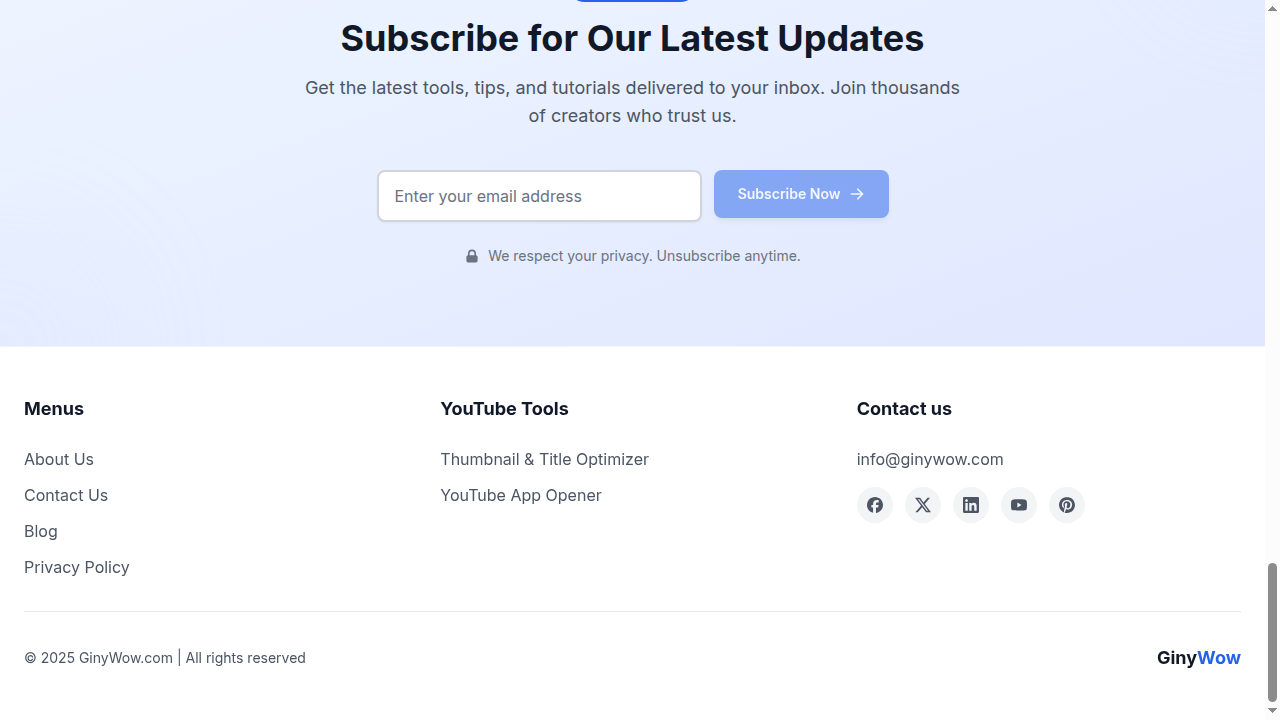 Subscribe for Our Latest Updates
Get the latest tools, tips, and tutorials delivered to your inbox. Join thousands
of creators who trust us.
Enter your email address
Subscribe Now
We respect your privacy. Unsubscribe anytime.
Menus
About Us
Contact Us
Blog
Privacy Policy
YouTube Tools
Thumbnail & Title Optimizer
YouTube App Opener
Contact us
info@ginywow.com
© 2025 GinyWow.com | All rights reserved
GinyWow